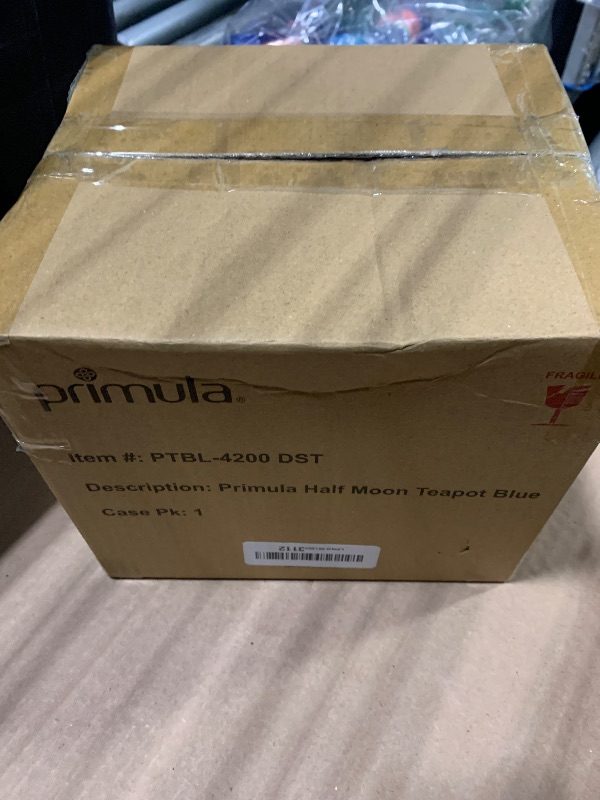 primula®
FRAGILE
Item #: PTBL-4200 DST
Description: Primula Half Moon Teapot Blue
Case Pk: 1